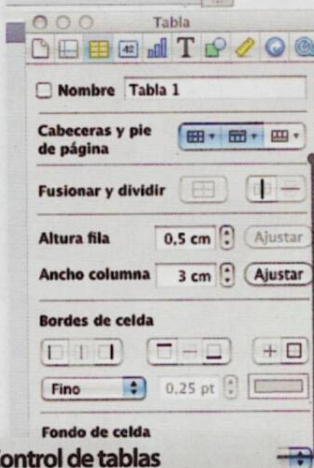 Tabla
Nombre Tabla 1
Cabeceras y pie
de página
Fusionar y dividir
Altura fila 0,5 cm Ajustar
Ancho columna 3 cm Ajustar
Bordes de celda
Fino 0,25 pt
Fondo de celda
ontrol de tablas